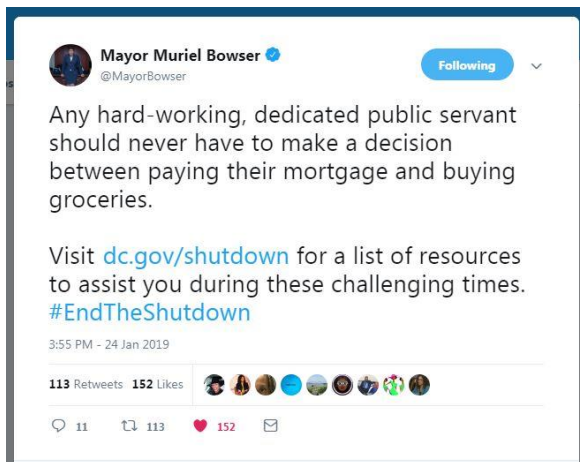 Mayor Muriel Bowser
@MayorBowser
Following
Any hard-working, dedicated public servant
should never have to make a decision
between paying their mortgage and buying
groceries.
Visit dc.gov/shutdown for a list of resources
to assist you during these challenging times.
#EndTheShutdown
3:55 PM - 24 Jan 2019
113 Retweets 152 Likes
11 113 152